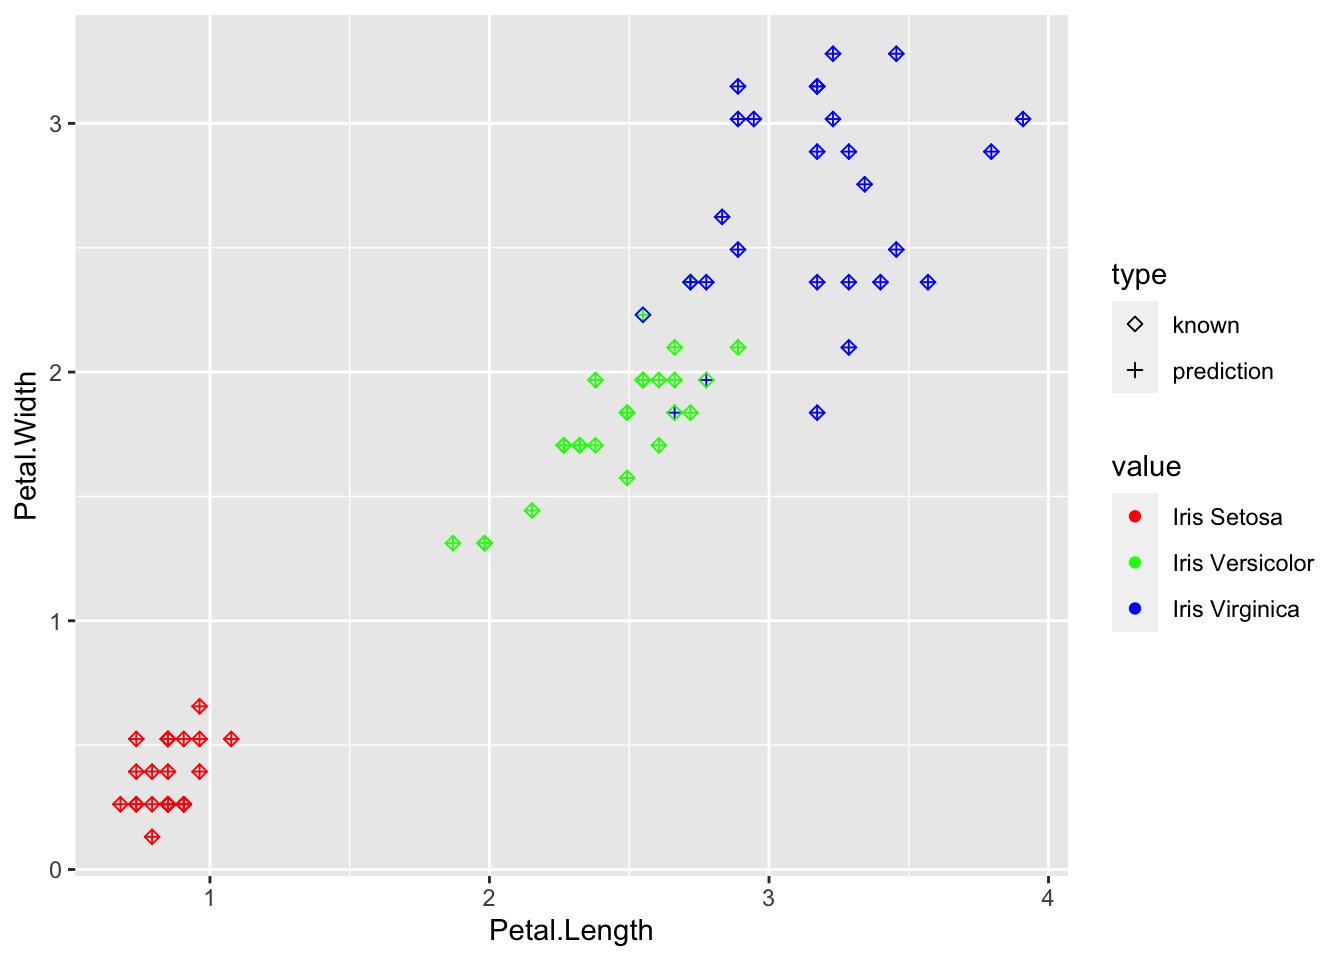 3
2
1
0
Petal.Width
1
2
3
4
Petal.Length
type
known
prediction
value
Iris Setosa
Iris Versicolor
Iris Virginica